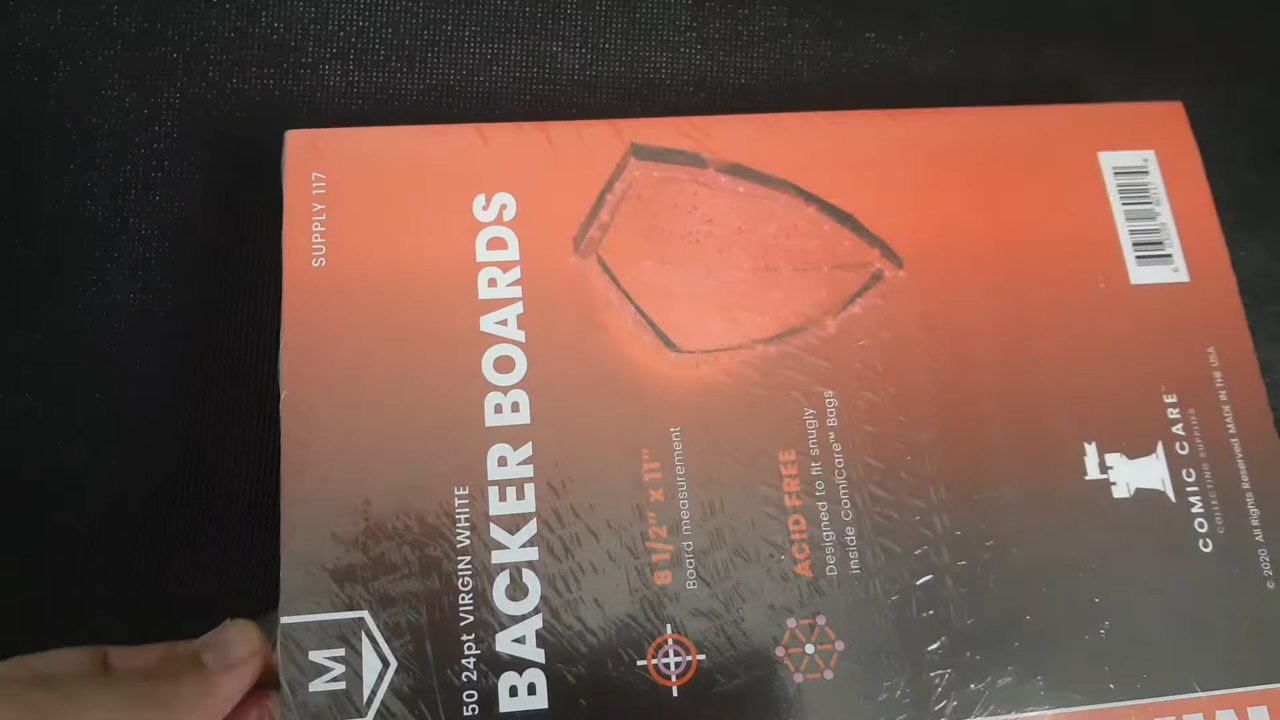 SUPPLY 117
M
50 24pt VIRGIN WHITE
BACKER BOARDS
8 1/2" x 11"
Board measurement
ACID FREE
Designed to fit snugly
inside ComiCare™ Bags
COMIC CARE™
COLLECTING SUPPLIES
© 2020 All Rights Reserved. MADE IN THE USA